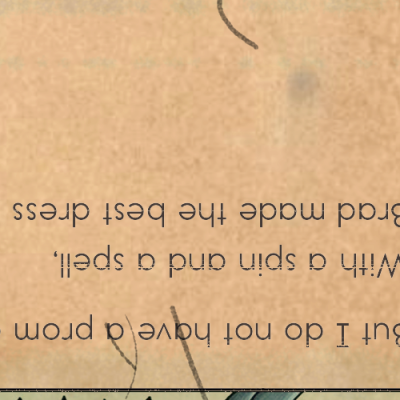 But I do not have a prom
With a spin and a spell,
Brad made the best dress